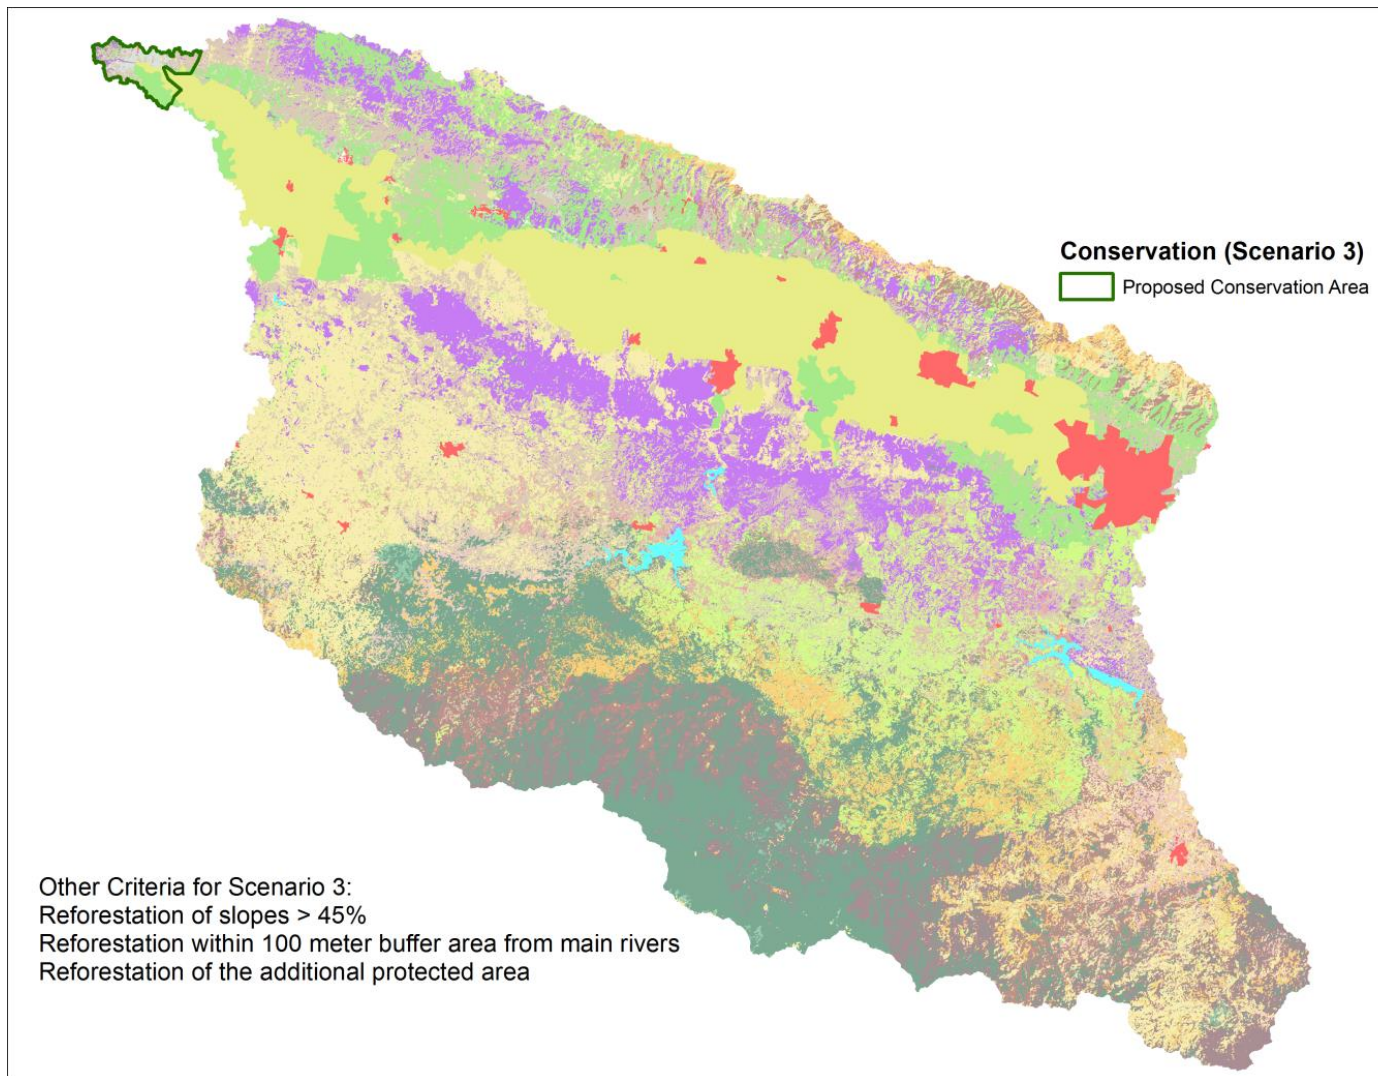 Conservation (Scenario 3)
Proposed Conservation Area
Other Criteria for Scenario 3:
Reforestation of slopes > 45%
Reforestation within 100 meter buffer area from main rivers
Reforestation of the additional protected area